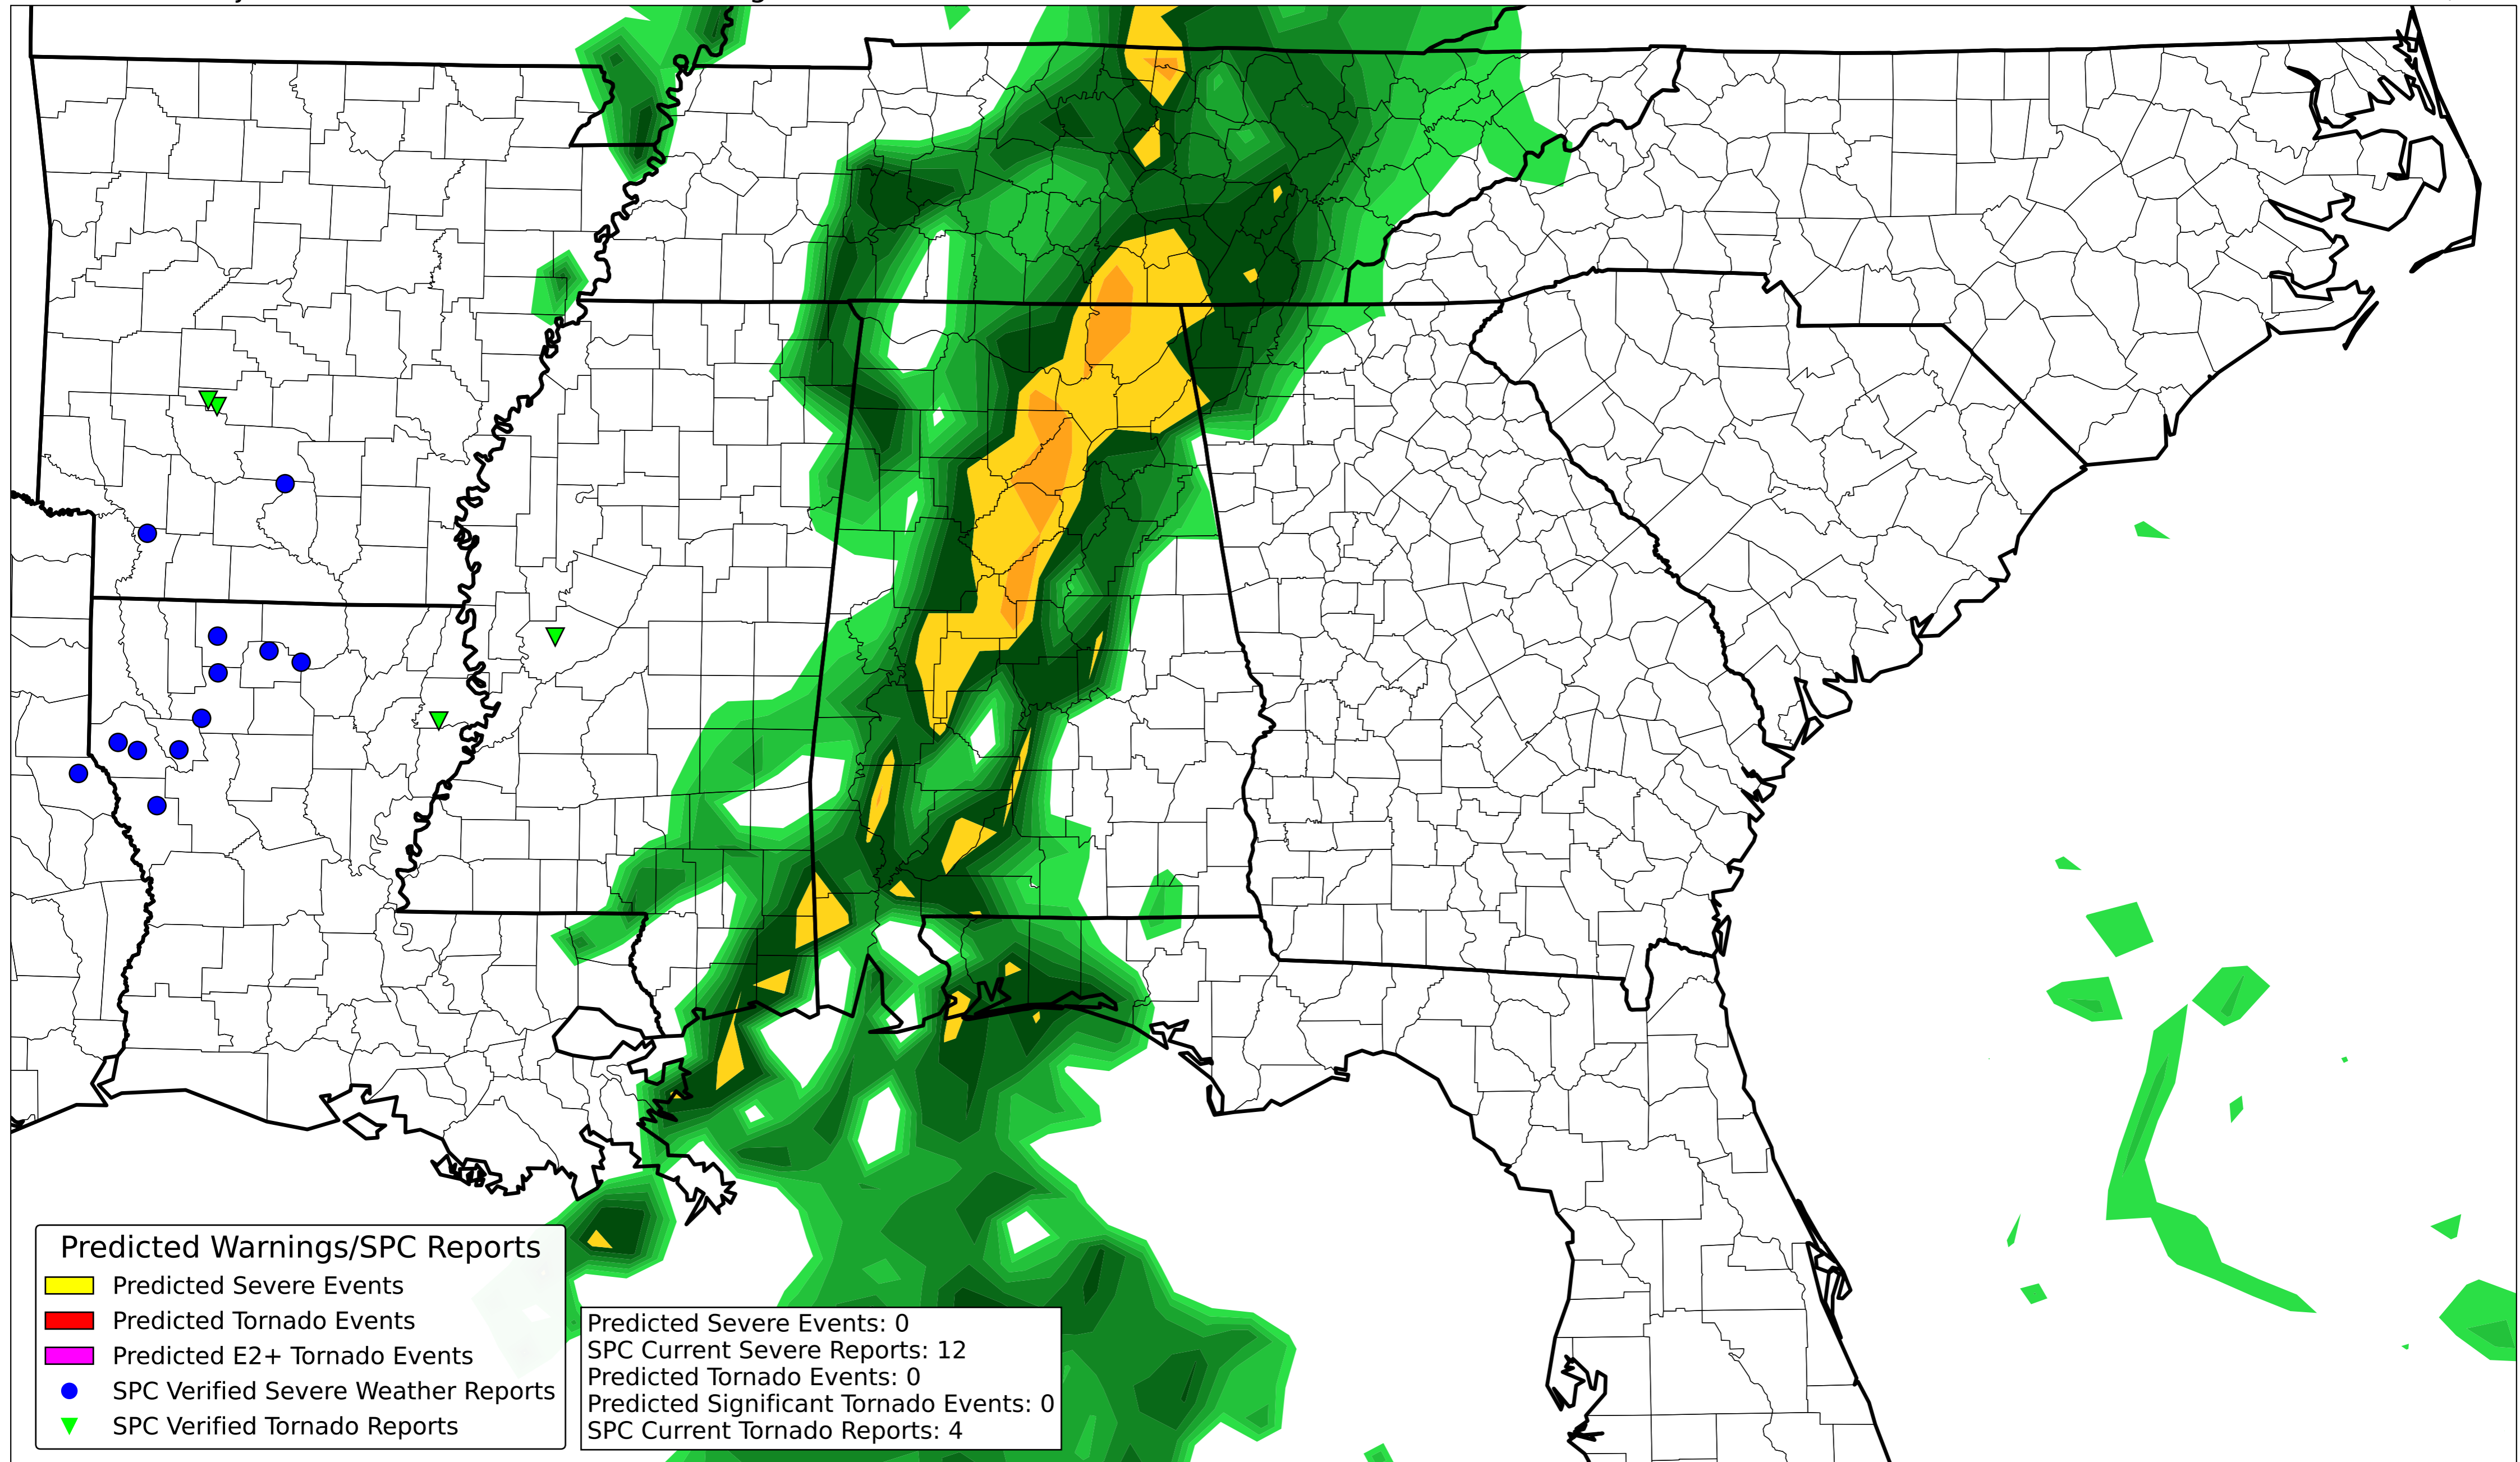 Predicted Warnings/SPC Reports
Predicted Severe Events
Predicted Tornado Events
Predicted E2+ Tornado Events
SPC Verified Severe Weather Reports
SPC Verified Tornado Reports
Predicted Severe Events: 0
SPC Current Severe Reports: 12
Predicted Tornado Events: 0
Predicted Significant Tornado Events: 0
SPC Current Tornado Reports: 4